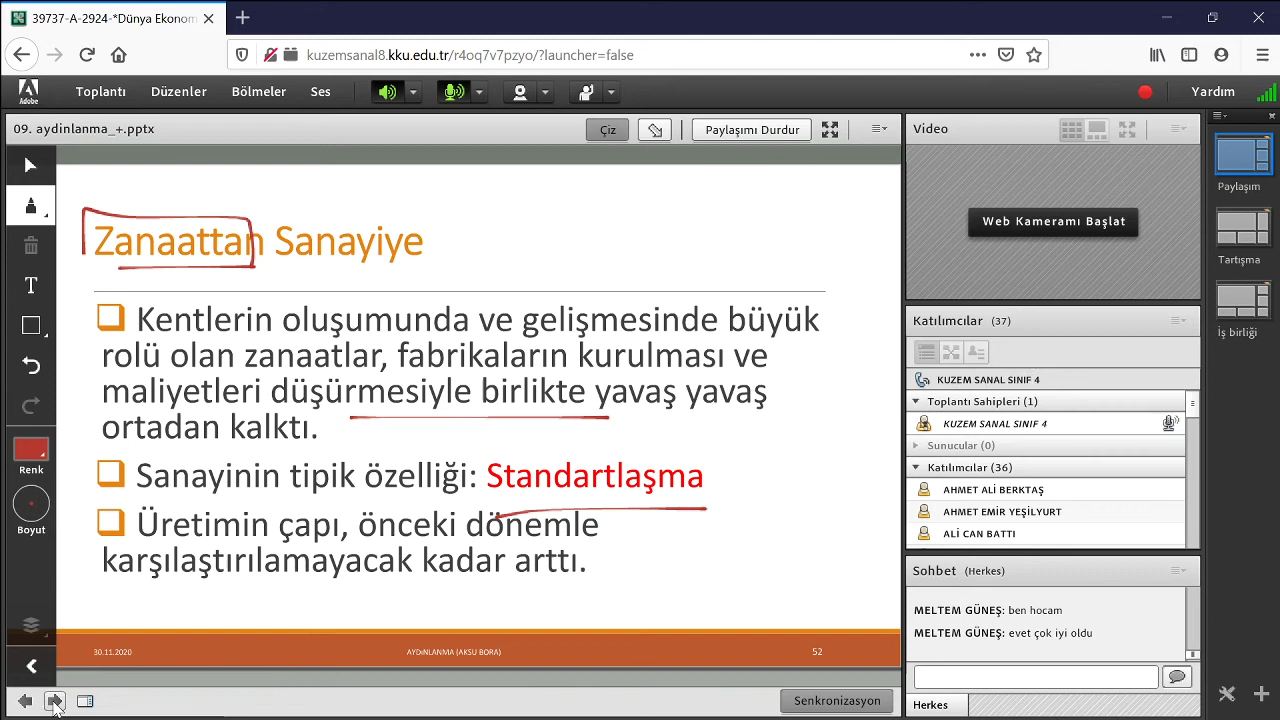 39737-A-2924-*Dünya Ekonom
kuzemsanal8.kku.edu.tr/r4oq7v7pzyo/?launcher=false
Adobe
Toplantı
Düzenler
Bölmeler
Ses
Yardım
09. aydinlanma_+.pptx
Çiz
Paylaşımı Durdur
Zanaattan Sanayiye
Kentlerin oluşumunda ve gelişmesinde büyük
rolü olan zanaatlar, fabrikaların kurulması ve
maliyetleri düşürmesiyle birlikte yavaş yavaş
ortadan kalktı.
Sanayinin tipik özelliği: Standartlaşma
Üretimin çapı, önceki dönemle
karşılaştırılamayacak kadar arttı.
30.11.2020
AYDıNLANMA (AKSU BORA)
52
T
Renk
Boyut
Senkronizasyon
Video
Web Kameramı Başlat
Katılımcılar (37)
KUZEM SANAL SINIF 4
Toplantı Sahipleri (1)
KUZEM SANAL SINIF 4
Sunucular (0)
Katılımcılar (36)
AHMET ALİ BERKTAŞ
AHMET EMİR YEŞİLYURT
ALİ CAN BATTI
Sohbet (Herkes)
MELTEM GÜNEŞ: ben hocam
MELTEM GÜNEŞ: evet çok iyi oldu
Herkes
Paylaşım
Tartışma
İş birliği